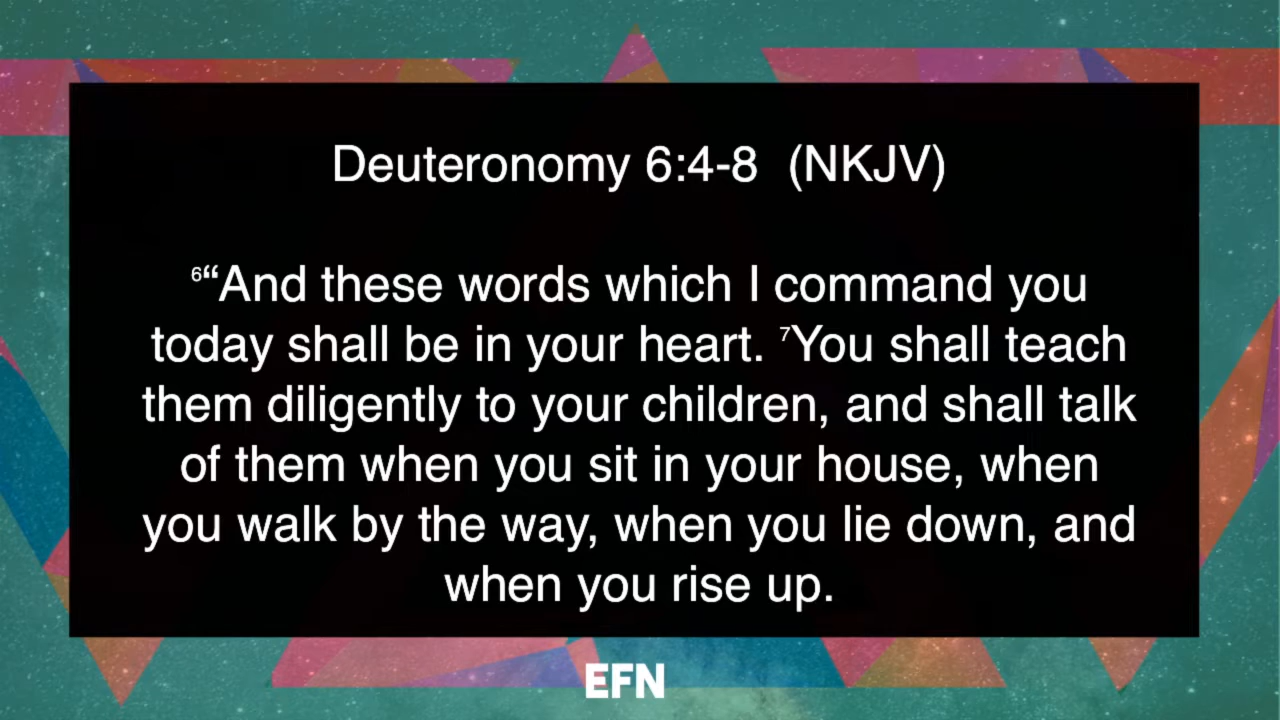 Deuteronomy 6:4-8  (NKJV)
⁶“And these words which I command you
today shall be in your heart. ⁷You shall teach
them diligently to your children, and shall talk
of them when you sit in your house, when
you walk by the way, when you lie down, and
when you rise up.
EFN